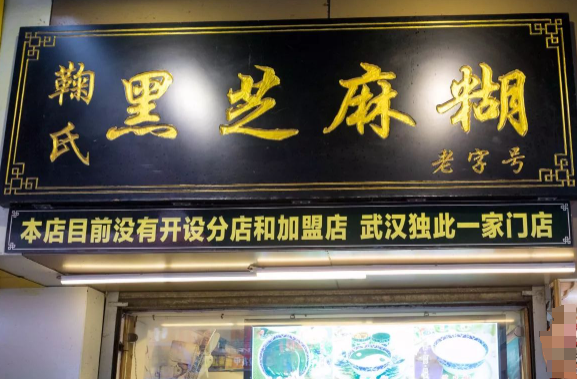 鞠氏 黑芝麻糊
老字号
本店目前没有开设分店和加盟店 武汉独此一家门店